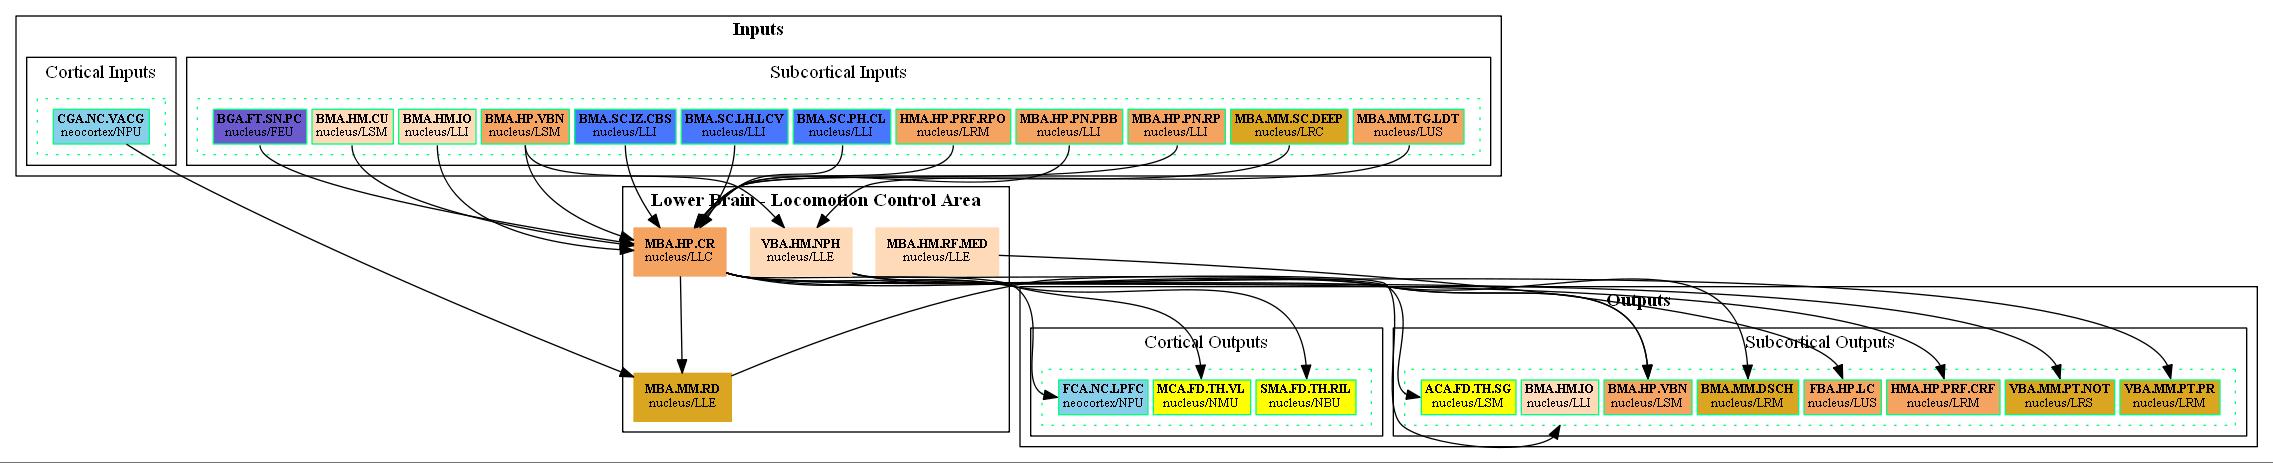 Inputs
Cortical Inputs
Subcortical Inputs
CGA.NC.VACG
neocortex/NPU
BGA.FT.SN.PC
nucleus/FEU
BMA.HM.CU
nucleus/LSM
BMA.HM.IO
nucleus/LLI
BMA.HP.VBN
nucleus/LSM
BMA.SC.IZ.CBS
nucleus/LLI
BMA.SC.LH.LCV
nucleus/LLI
BMA.SC.PH.CL
nucleus/LLI
HMA.HP.PRF.RPO
nucleus/LRM
MBA.HP.PN.PBB
nucleus/LLI
MBA.HP.PN.RP
nucleus/LLI
MBA.MM.SC.DEEP
nucleus/LRC
MBA.MM.TG.LDT
nucleus/LUS
Lower Brain - Locomotion Control Area
MBA.HP.CR
nucleus/LLC
VBA.HM.NPH
nucleus/LLE
MBA.HM.RF.MED
nucleus/LLE
MBA.MM.RD
nucleus/LLE
Outputs
Cortical Outputs
Subcortical Outputs
FCA.NC.LPFC
neocortex/NPU
MCA.FD.TH.VL
nucleus/NMU
SMA.FD.TH.RIL
nucleus/NBU
ACA.FD.TH.SG
nucleus/LSM
BMA.HM.IO
nucleus/LLI
BMA.HP.VBN
nucleus/LSM
BMA.MM.DSCH
nucleus/LRM
FBA.HP.LC
nucleus/LUS
HMA.HP.PRF.CRF
nucleus/LRM
VBA.MM.PT.NOT
nucleus/LRS
VBA.MM.PT.PR
nucleus/LRM